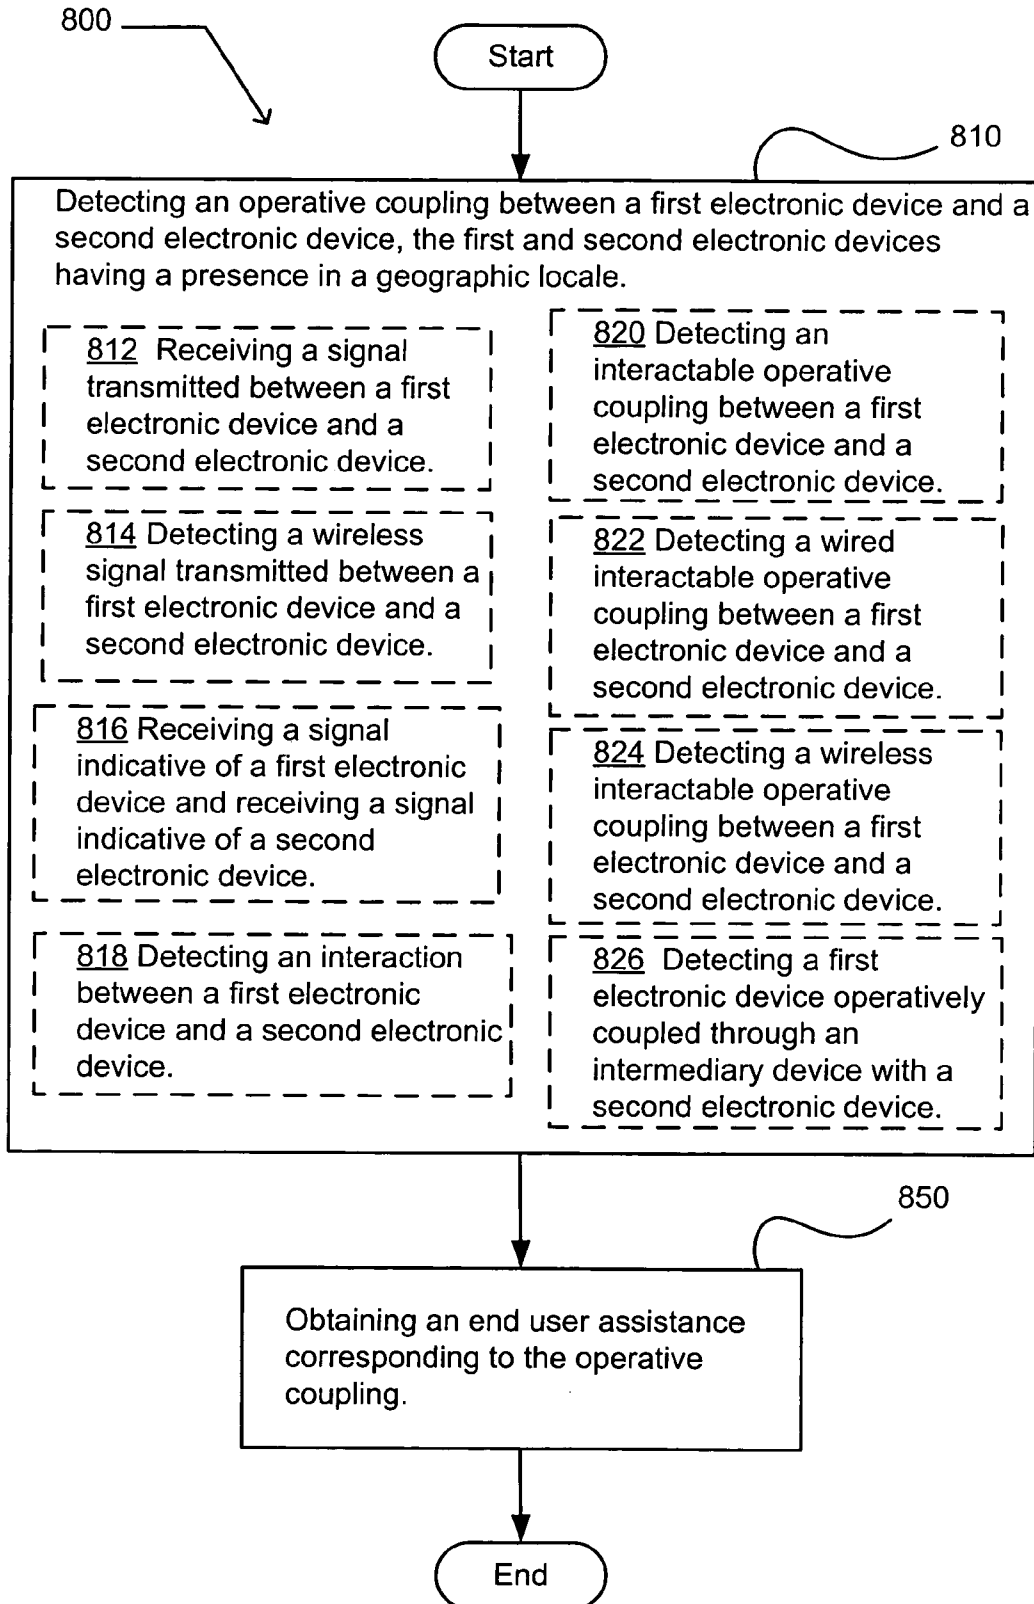 800
Start
810
Detecting an operative coupling between a first electronic device and a
second electronic device, the first and second electronic devices
having a presence in a geographic locale.
812 Receiving a signal
transmitted between a first
electronic device and a
second electronic device.
814 Detecting a wireless
signal transmitted between a
first electronic device and a
second electronic device.
816 Receiving a signal
indicative of a first electronic
device and receiving a signal
indicative of a second
electronic device.
818 Detecting an interaction
between a first electronic
device and a second electronic
device.
820 Detecting an
interactable operative
coupling between a first
electronic device and a
second electronic device.
822 Detecting a wired
interactable operative
coupling between a first
electronic device and a
second electronic device.
824 Detecting a wireless
interactable operative
coupling between a first
electronic device and a
second electronic device.
826 Detecting a first
electronic device operatively
coupled through an
intermediary device with a
second electronic device.
850
Obtaining an end user assistance
corresponding to the operative
coupling.
End